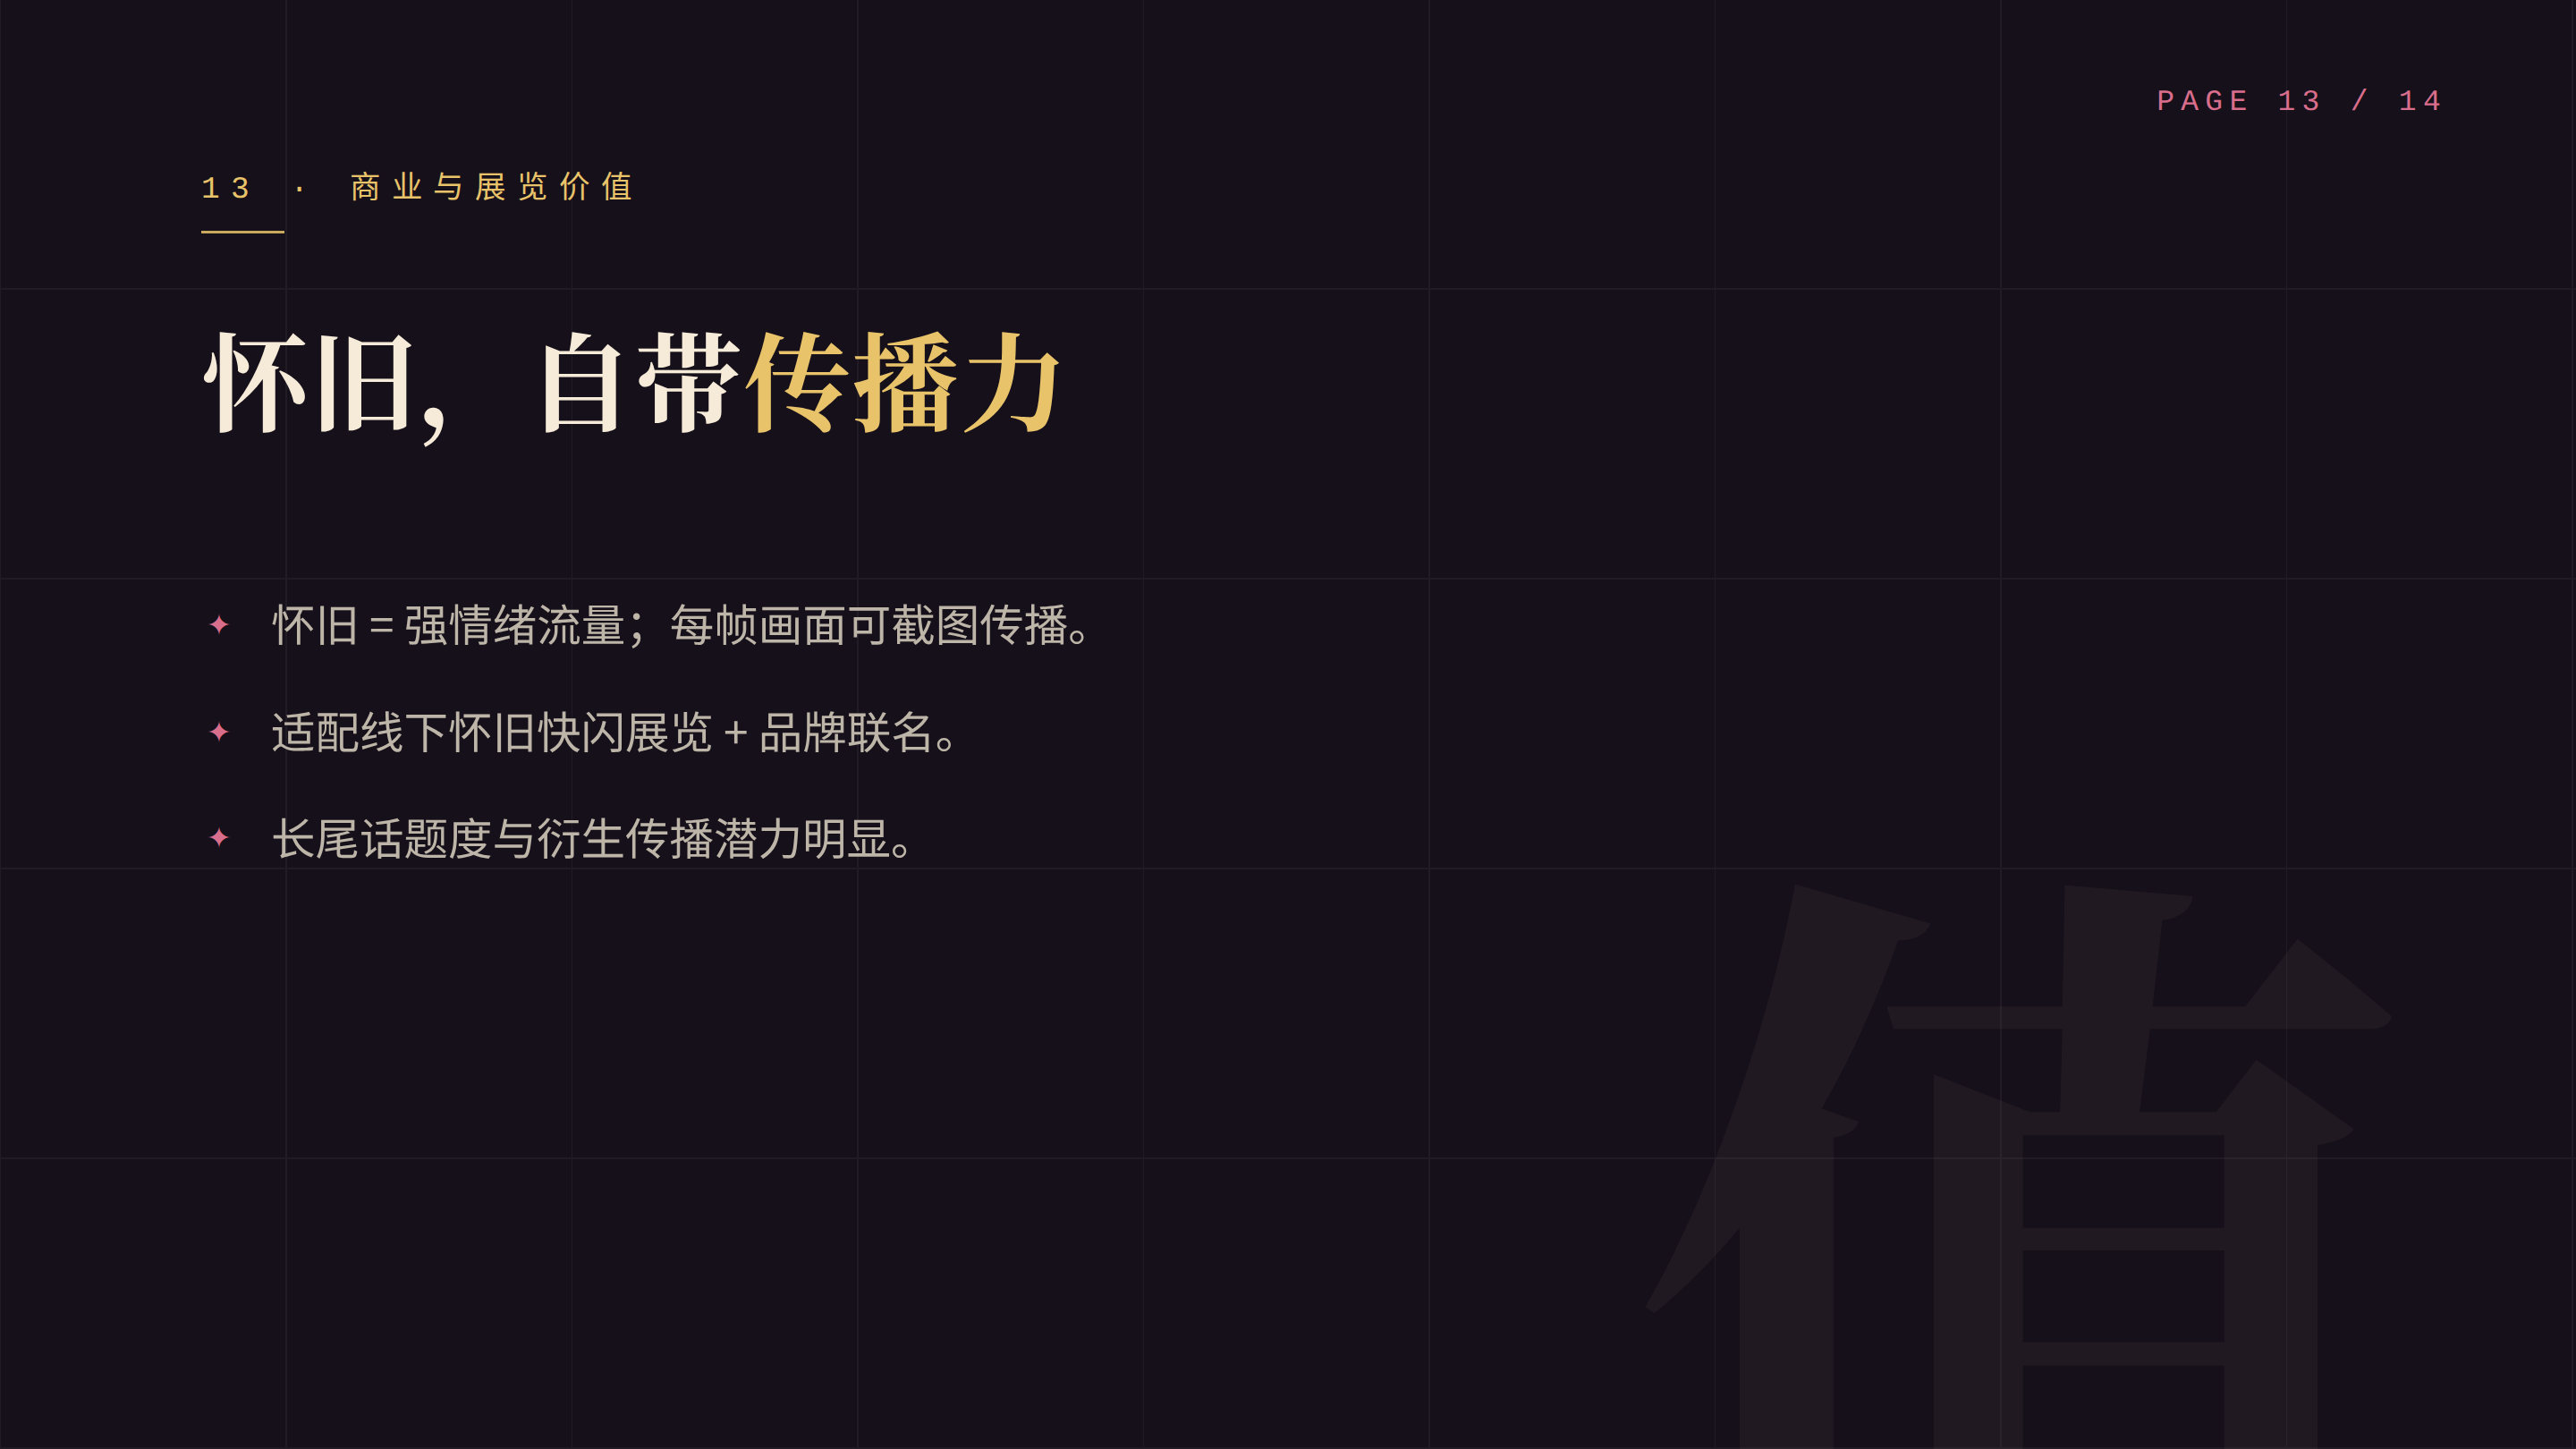 PAGE 13 / 14
13 · 商业与展览价值
怀旧，自带传播力
✦ 怀旧 = 强情绪流量；每帧画面可截图传播。
✦ 适配线下怀旧快闪展览 + 品牌联名。
✦ 长尾话题度与衍生传播潜力明显。
值